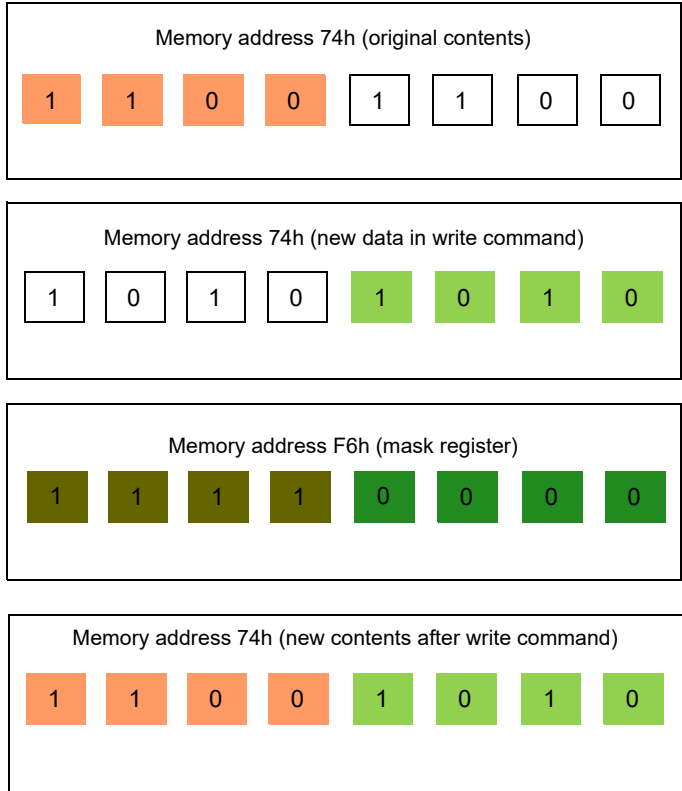 Memory address 74h (original contents)
1 1 0 0 1 1 0 0
Memory address 74h (new data in write command)
1 0 1 0 1 0 1 0
Memory address F6h (mask register)
1 1 1 1 0 0 0 0
Memory address 74h (new contents after write command)
1 1 0 0 1 0 1 0